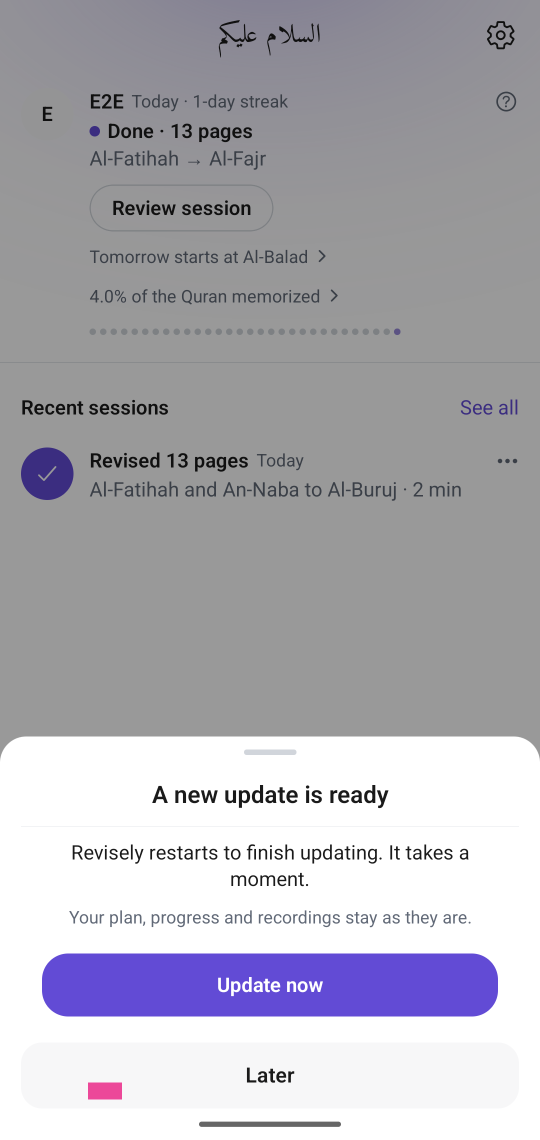 السلام عليكم
E
E2E Today · 1-day streak
Done · 13 pages
Al-Fatihah → Al-Fajr
Review session
Tomorrow starts at Al-Balad
4.0% of the Quran memorized
Recent sessions See all
Revised 13 pages Today
Al-Fatihah and An-Naba to Al-Buruj · 2 min
A new update is ready
Revisely restarts to finish updating. It takes a
moment.
Your plan, progress and recordings stay as they are.
Update now
Later